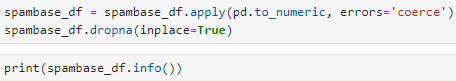 spambase_df = spambase_df.apply(pd.to_numeric, errors='coerce')
spambase_df.dropna(inplace=True)
print(spambase_df.info())